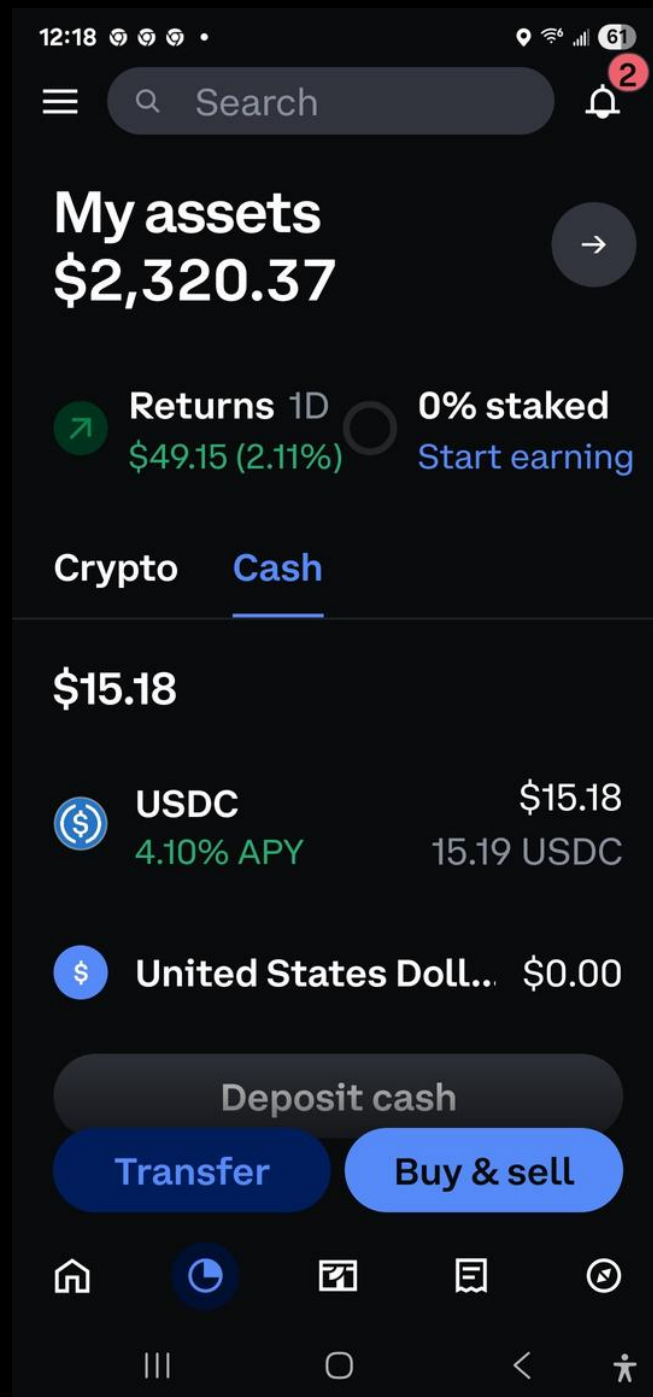 12:18
61
2
Search
My assets
$2,320.37
Returns 1D
$49.15 (2.11%)
0% staked
Start earning
Crypto Cash
$15.18
USDC $15.18
4.10% APY 15.19 USDC
$ United States Doll... $0.00
Deposit cash
Transfer Buy & sell